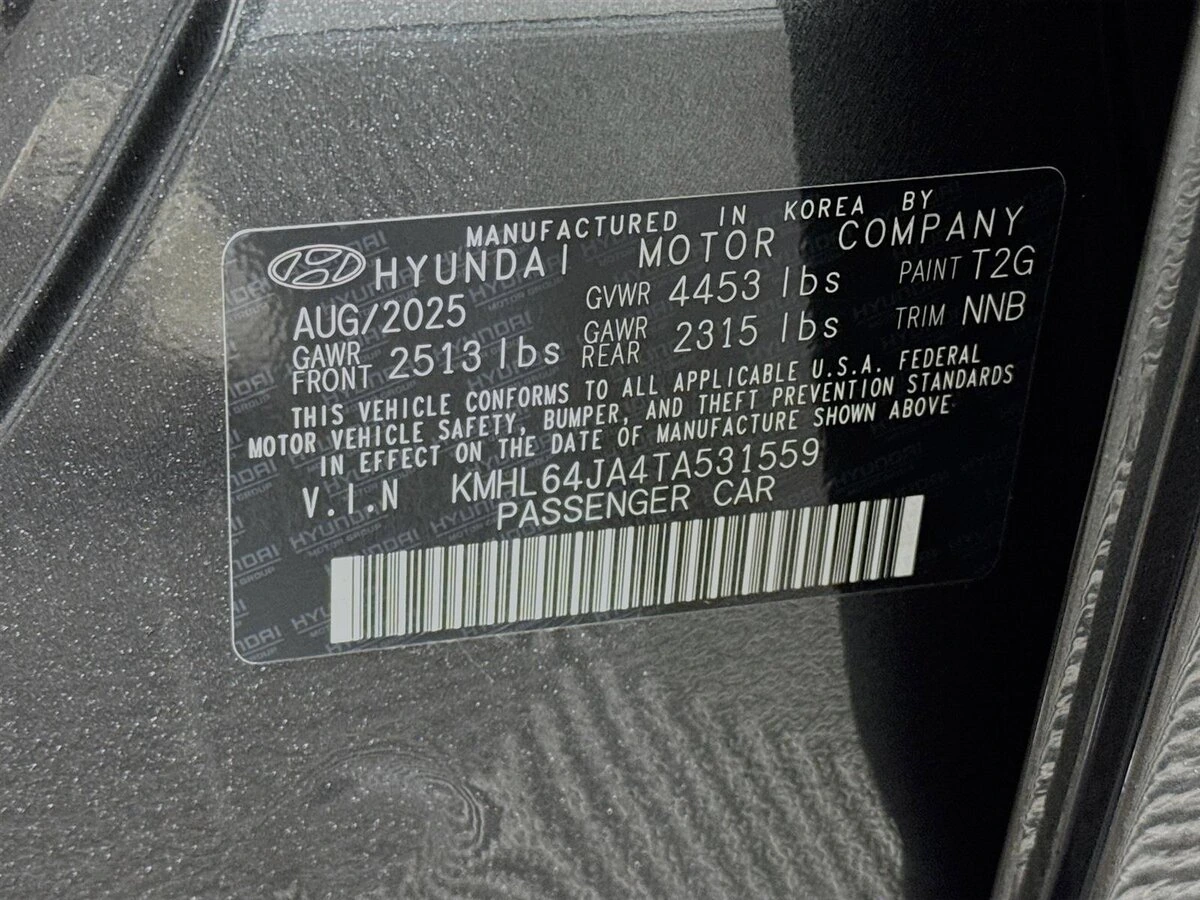 MANUFACTURED IN KOREA BY
HYUNDAI MOTOR COMPANY
AUG/2025 GVWR 4453 lbs PAINT T2G
GAWR FRONT 2513 lbs GAWR REAR 2315 lbs TRIM NNB
THIS VEHICLE CONFORMS TO ALL APPLICABLE U.S.A. FEDERAL
MOTOR VEHICLE SAFETY, BUMPER, AND THEFT PREVENTION STANDARDS
IN EFFECT ON THE DATE OF MANUFACTURE SHOWN ABOVE
V.I.N KMHL64JA4TA531559
PASSENGER CAR